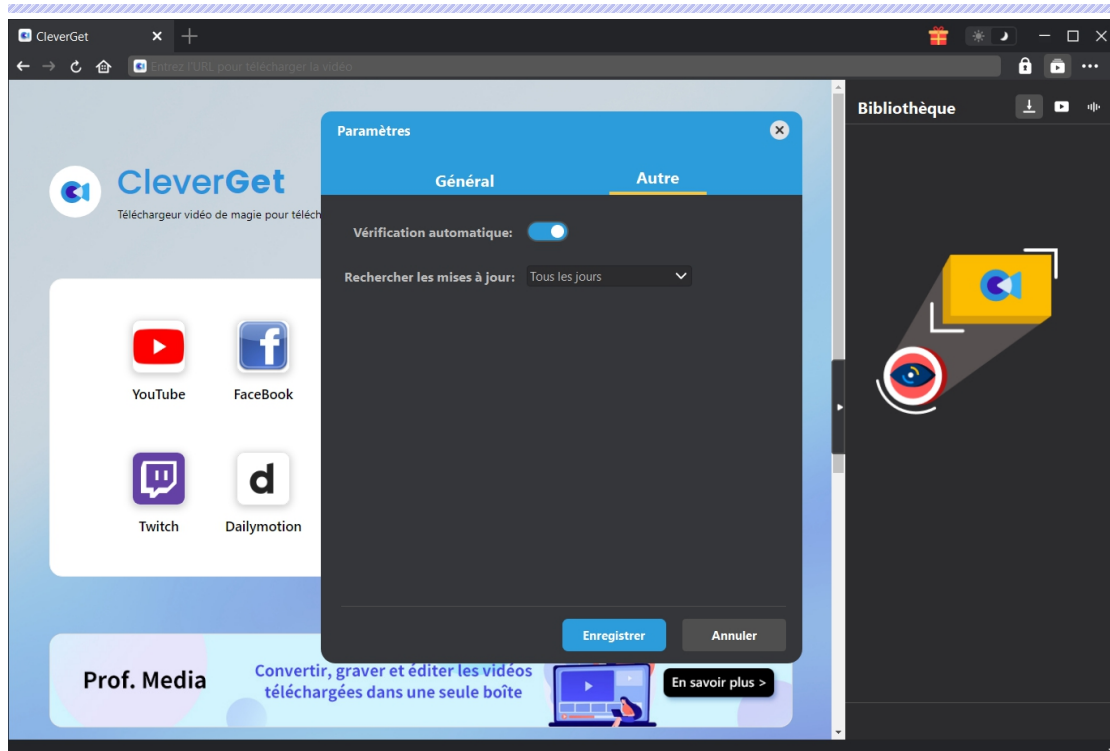 CleverGet
Entrez l'URL pour télécharger la vidéo
Bibliothèque
Paramètres
Général
Autre
CleverGet
Téléchargeur vidéo de magie pour téléch
Vérification automatique:
Rechercher les mises à jour:
Tous les jours
YouTube
FaceBook
Twitch
Dailymotion
Enregistrer
Annuler
Prof. Media
Convertir, graver et éditer les vidéos
téléchargées dans une seule boîte
En savoir plus >